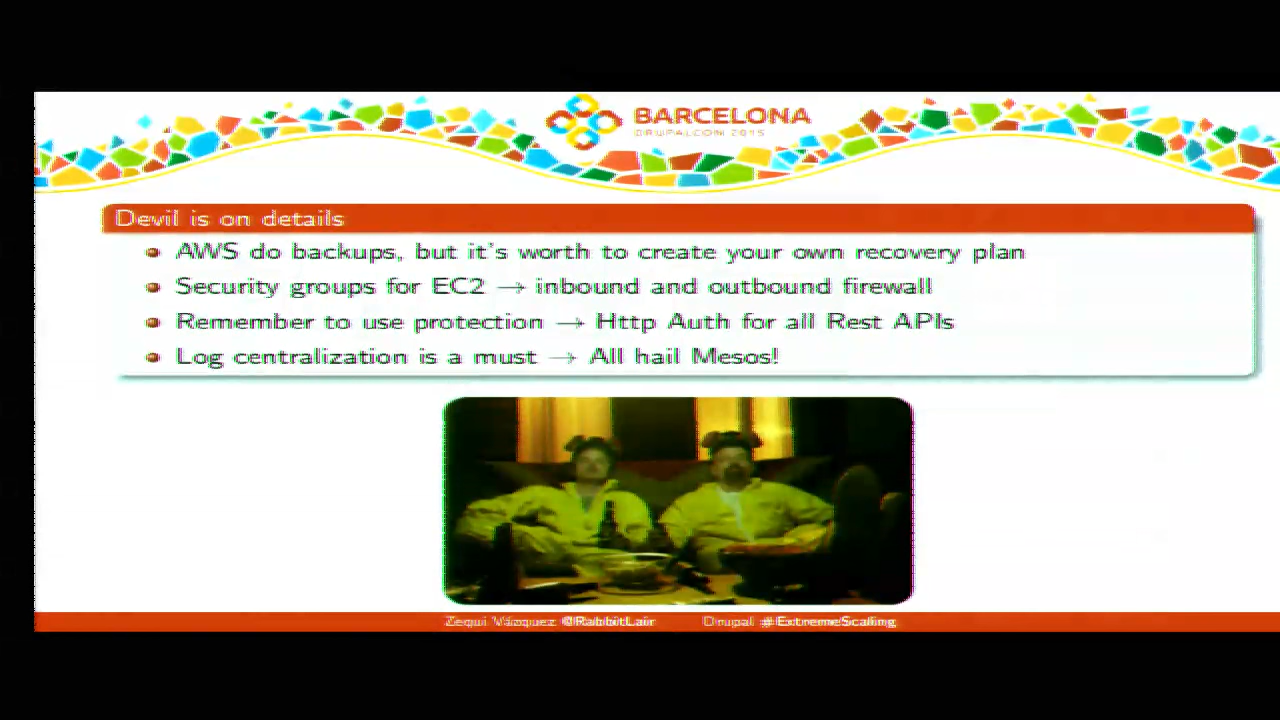 BARCELONA
DRUPALCON 2015
Devil is on details
AWS do backups, but it's worth to create your own recovery plan
Security groups for EC2 → inbound and outbound firewall
Remember to use protection → Http Auth for all Rest APIs
Log centralization is a must → All hail Mesos!
Zequi Vázquez @RabbitLair Drupal #ExtremeScaling